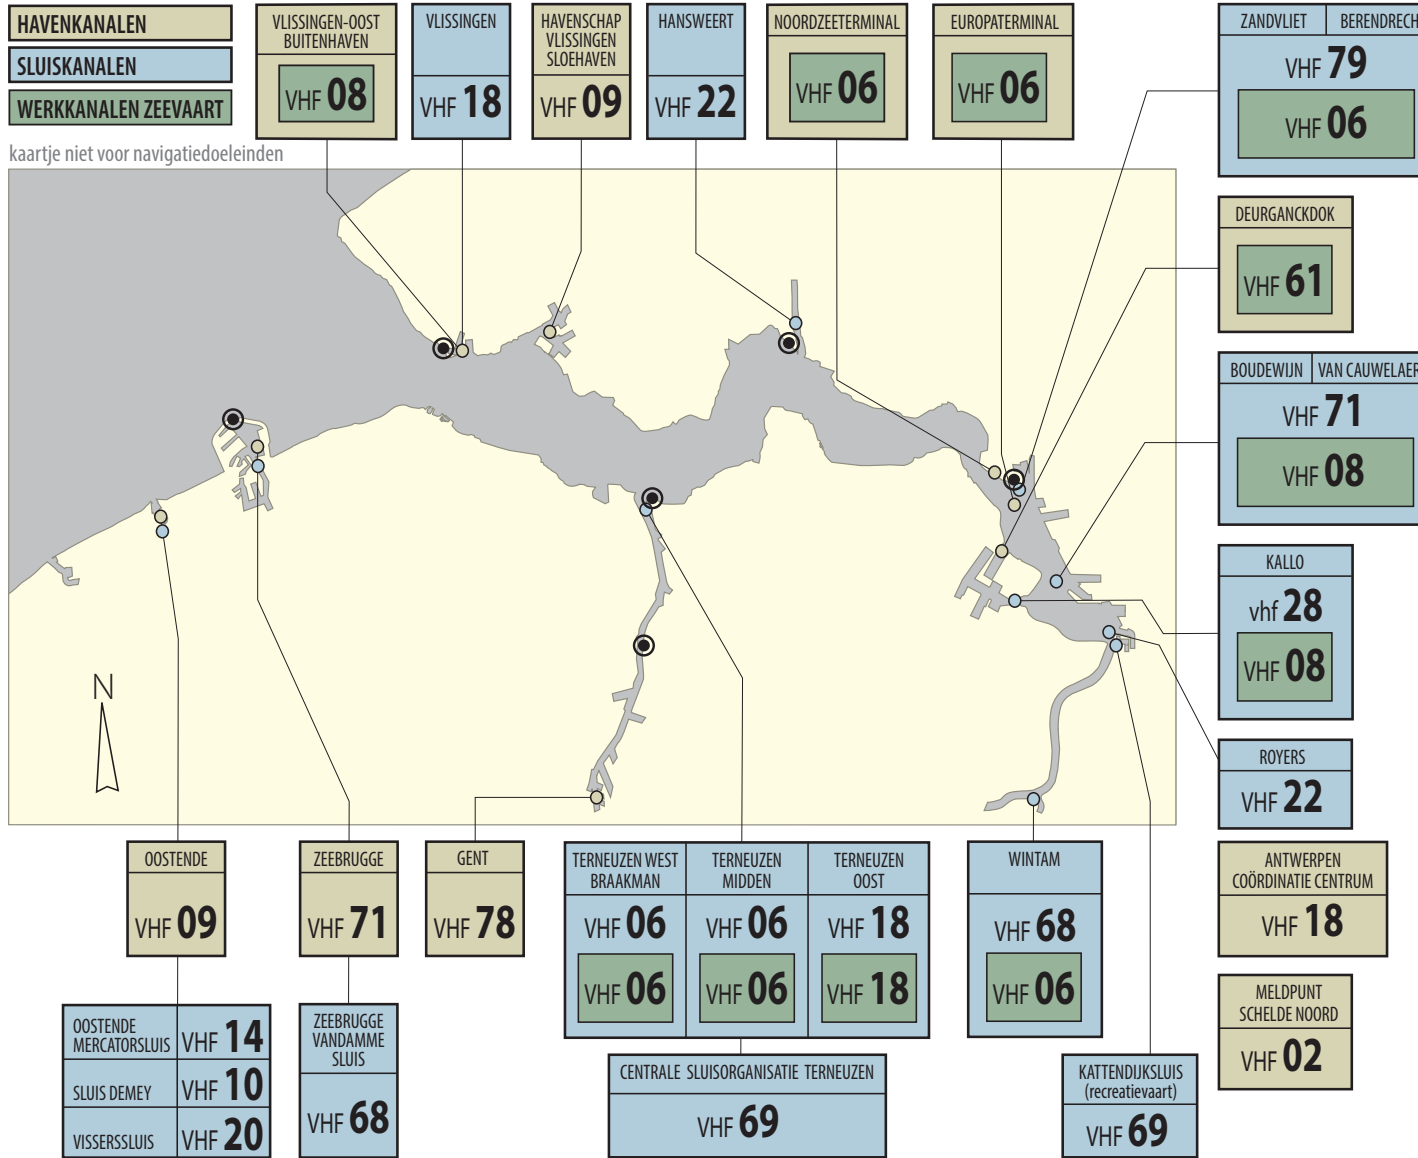 HAVENKANALEN
SLUISKANALEN
WERKKANALEN ZEEVAART
kaartje niet voor navigatiedoeleinden
VLISSINGEN-OOST
BUITENHAVEN
VHF 08
VLISSINGEN
VHF 18
HAVENSCHAP
VLISSINGEN
SLOEHAVEN
VHF 09
HANSWEERT
VHF 22
NOORDZEETERMINAL
VHF 06
EUROPATERMINAL
VHF 06
ZANDVLIET
BERENDRECH
VHF 79
VHF 06
DEURGANCKDOK
VHF 61
BOUDEWIJN
VAN CAUWELAER
VHF 71
VHF 08
KALLO
vhf 28
VHF 08
ROYERS
VHF 22
N
OOSTENDE
VHF 09
ZEEBRUGGE
VHF 71
GENT
VHF 78
TERNEUZEN WEST
BRAAKMAN
VHF 06
VHF 06
TERNEUZEN
MIDDEN
VHF 06
VHF 06
TERNEUZEN
OOST
VHF 18
VHF 18
WINTAM
VHF 68
VHF 06
ANTWERPEN
COÖRDINATIE CENTRUM
VHF 18
MELDPUNT
SCHELDE NOORD
VHF 02
OOSTENDE
MERCATORSLUIS
VHF 14
SLUIS DEMEY
VHF 10
VISSERSSLUIS
VHF 20
ZEEBRUGGE
VANDAMME
SLUIS
VHF 68
CENTRALE SLUISORGANISATIE TERNEUZEN
VHF 69
KATTENDIJKSLUIS
(recreatievaart)
VHF 69